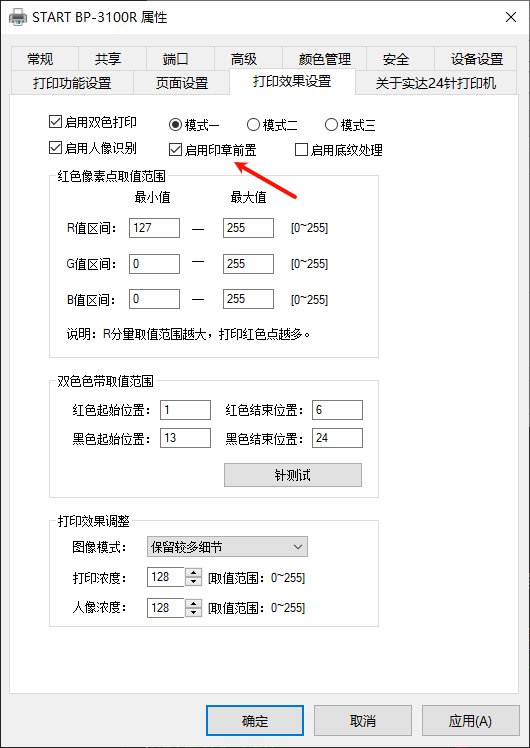 START BP-3100R 属性
常规 共享 端口 高级 颜色管理 安全 设备设置
打印功能设置 页面设置 打印效果设置 关于实达24针打印机
启用双色打印 模式一 模式二 模式三
启用人像识别 启用印章前置 启用底纹处理
红色像素点取值范围
最小值 最大值
R值区间： 127 — 255 [0~255]
G值区间： 0 — 255 [0~255]
B值区间： 0 — 255 [0~255]
说明：R分量取值范围越大，打印红色点越多。
双色色带取值范围
红色起始位置： 1 红色结束位置： 6
黑色起始位置： 13 黑色结束位置： 24
针测试
打印效果调整
图像模式： 保留较多细节
打印浓度： 128 [取值范围：0~255]
人像浓度： 128 [取值范围：0~255]
确定 取消 应用(A)